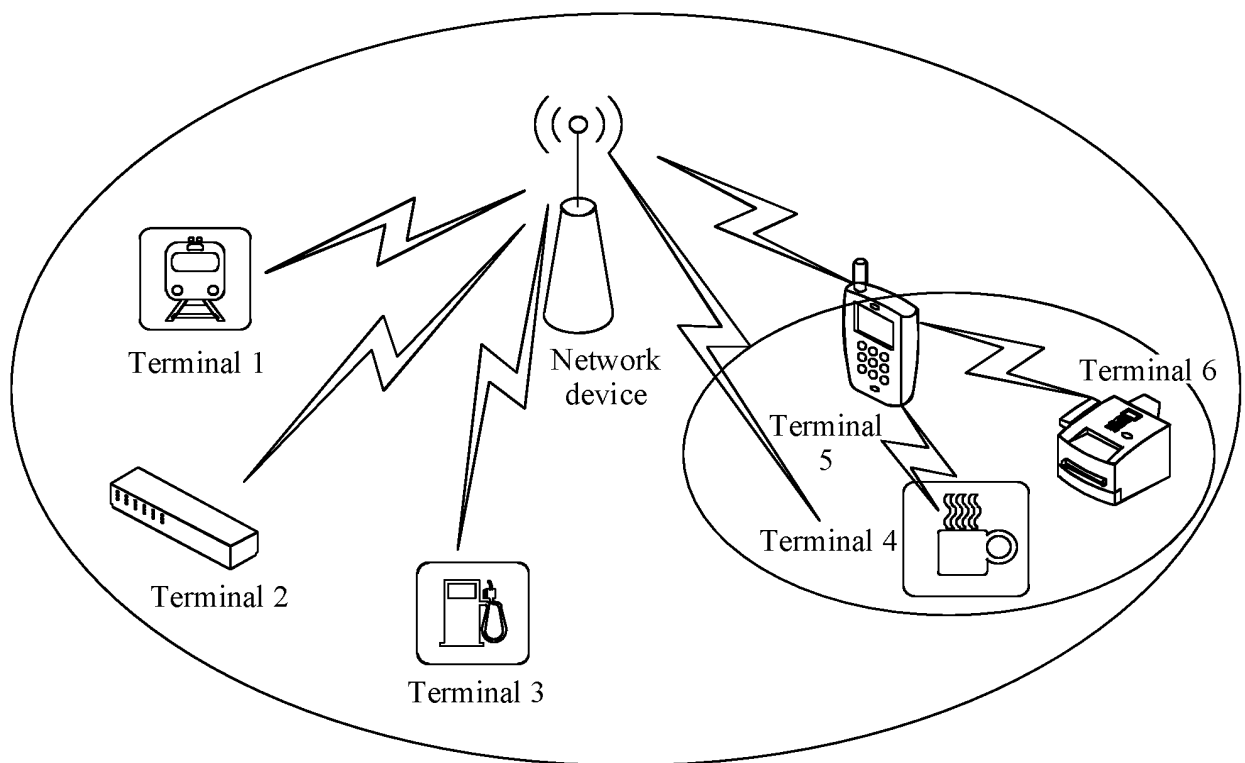 Terminal 1
Network
device
Terminal 6
Terminal
5
Terminal 4
Terminal 2
Terminal 3